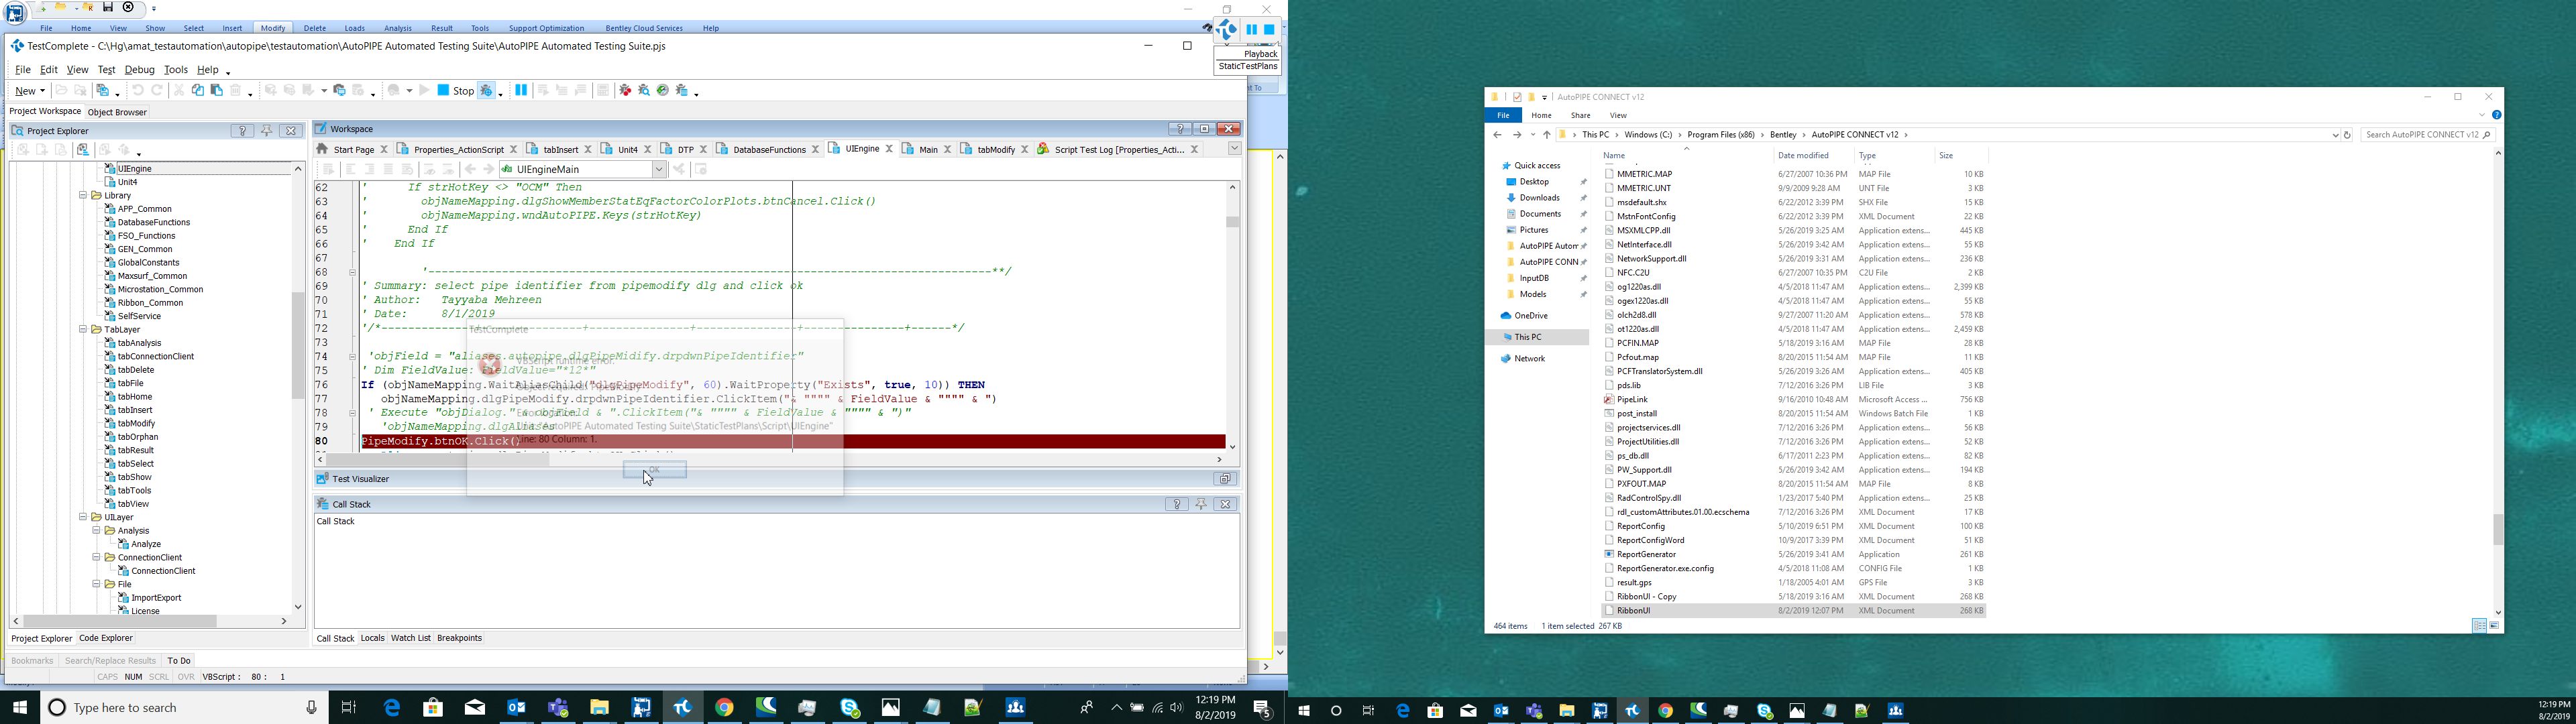 File Home View Show Select Insert Modify Delete Loads Analysis Result Tools Support Optimization Bentley Cloud Services Help
TestComplete - C:\Hg\amat_testautomation\autopipe\testautomation\AutoPIPE Automated Testing Suite\AutoPIPE Automated Testing Suite.pjs
Playback
StaticTestPlans
File Edit View Test Debug Tools Help
New Stop
Project Workspace Object Browser
Project Explorer
UIEngine
Unit4
Library
APP_Common
DatabaseFunctions
FSO_Functions
GEN_Common
GlobalConstants
Maxsurf_Common
Microstation_Common
Ribbon_Common
SelfService
TabLayer
tabAnalysis
tabConnectionClient
tabDelete
tabFile
tabHome
tabInsert
tabModify
tabOrphan
tabResult
tabSelect
tabShow
tabTools
tabView
UILayer
Analysis
Analyze
ConnectionClient
ConnectionClient
File
ImportExport
License
Project Explorer Code Explorer
Workspace
Start Page Properties_ActionScript tabInsert Unit4 DTP DatabaseFunctions UIEngine Main tabModify Script Test Log [Properties_Acti...
UIEngineMain
62 ' If strHotKey <> "OCM" Then
63 ' objNameMapping.dlgShowMemberStatEqFactorColorPlots.btnCancel.Click()
64 ' objNameMapping.wndAutoPIPE.Keys(strHotKey)
65 ' End If
66 ' End If
67
68 '------------------------------------------------------------------------------------**/
69 ' Summary: select pipe identifier from pipemodify dlg and click ok
70 ' Author: Tayyaba Mehreen
71 ' Date: 8/1/2019
72 '/*---------------+---------------+---------------+---------------+---------------+------*/
73
74 'objField = "aliases.autopipe.dlgPipeMidify.drpdwnPipeIdentifier"
75 ' Dim FieldValue: FieldValue="*12*"
76 If (objNameMapping.WaitAliasChild("dlgPipeModify", 60).WaitProperty("Exists", true, 10)) THEN
77 objNameMapping.dlgPipeModify.drpdwnPipeIdentifier.ClickItem("& """" & FieldValue & """" & ")
78 ' Execute "objDialog." & objField & ".ClickItem("& """" & FieldValue & """" & ")"
79 'objNameMapping.dlgAliases
80 PipeModify.btnOK.Click()
TestComplete
VBScript runtime error.
Error location:
Line: 80 Column: 1.
OK
Test Visualizer
Call Stack
Call Stack
Call Stack Locals Watch List Breakpoints
Bookmarks Search/Replace Results To Do
CAPS NUM SCRL OVR VBScript : 80 : 1
Type here to search
12:19 PM
8/2/2019
5
AutoPIPE CONNECT v12
File Home Share View
This PC > Windows (C:) > Program Files (x86) > Bentley > AutoPIPE CONNECT v12 >
Search AutoPIPE CONNECT v12
Quick access
Desktop
Downloads
Documents
Pictures
AutoPIPE Autom
AutoPIPE CONN
InputDB
Models
OneDrive
This PC
Network
Name Date modified Type Size
MMETRIC.MAP 6/27/2007 10:36 PM MAP File 10 KB
MMETRIC.UNT 9/9/2009 9:28 AM UNT File 3 KB
msdefault.shx 6/22/2012 3:39 PM SHX File 15 KB
MstnFontConfig 6/22/2012 3:39 PM XML Document 22 KB
MSXMLCPP.dll 5/26/2019 3:25 AM Application extens... 445 KB
NetInterface.dll 5/26/2019 3:42 AM Application extens... 55 KB
NetworkSupport.dll 5/26/2019 3:31 AM Application extens... 236 KB
NFC.C2U 6/27/2007 10:35 PM C2U File 2 KB
og1220as.dll 4/5/2018 11:47 AM Application extens... 2,399 KB
ogex1220as.dll 4/5/2018 11:47 AM Application extens... 55 KB
olch2d8.dll 9/27/2007 11:20 AM Application extens... 578 KB
ot1220as.dll 4/5/2018 11:47 AM Application extens... 2,459 KB
PCFIN.MAP 5/18/2019 3:16 AM MAP File 28 KB
Pcfout.map 8/20/2015 11:54 AM MAP File 11 KB
PCFTranslatorSystem.dll 5/26/2019 3:26 AM Application extens... 405 KB
pds.lib 7/12/2016 3:26 PM LIB File 3 KB
PipeLink 9/16/2010 10:48 AM Microsoft Access ... 756 KB
post_install 8/20/2015 11:54 AM Windows Batch File 1 KB
projectservices.dll 7/12/2016 3:26 PM Application extens... 56 KB
ProjectUtilities.dll 7/12/2016 3:26 PM Application extens... 52 KB
ps_db.dll 6/17/2011 2:23 PM Application extens... 82 KB
PW_Support.dll 5/26/2019 3:42 AM Application extens... 194 KB
PXFOUT.MAP 8/20/2015 11:54 AM MAP File 8 KB
RadControlSpy.dll 1/23/2017 5:40 PM Application extens... 25 KB
rdl_customAttributes.01.00.ecschema 7/12/2016 3:26 PM XML Document 17 KB
ReportConfig 5/10/2019 6:51 PM XML Document 100 KB
ReportConfigWord 10/9/2017 3:39 PM XML Document 51 KB
ReportGenerator 5/26/2019 3:41 AM Application 261 KB
ReportGenerator.exe.config 4/5/2018 11:08 AM CONFIG File 1 KB
result.gps 1/18/2005 4:01 AM GPS File 3 KB
RibbonUI - Copy 5/18/2019 3:16 AM XML Document 268 KB
RibbonUI 8/2/2019 12:07 PM XML Document 268 KB
464 items 1 item selected 267 KB
12:19 PM
8/2/2019